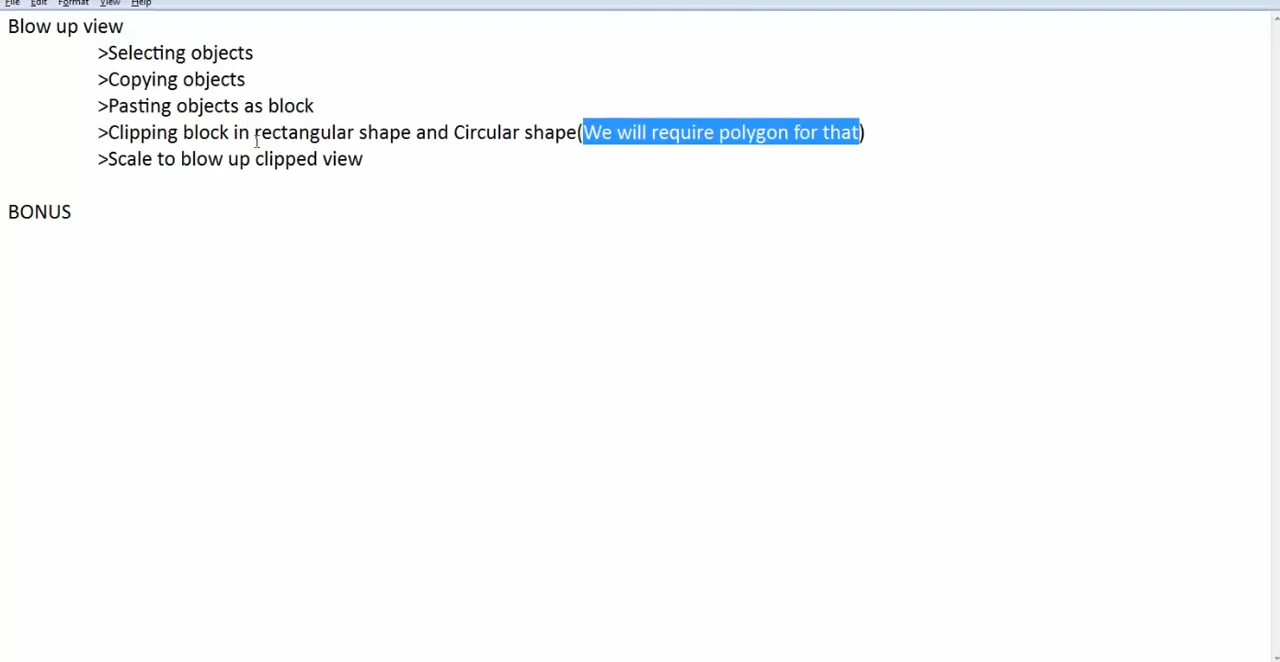 File Edit Format View Help
Blow up view
>Selecting objects
>Copying objects
>Pasting objects as block
>Clipping block in rectangular shape and Circular shape(We will require polygon for that)
>Scale to blow up clipped view
BONUS